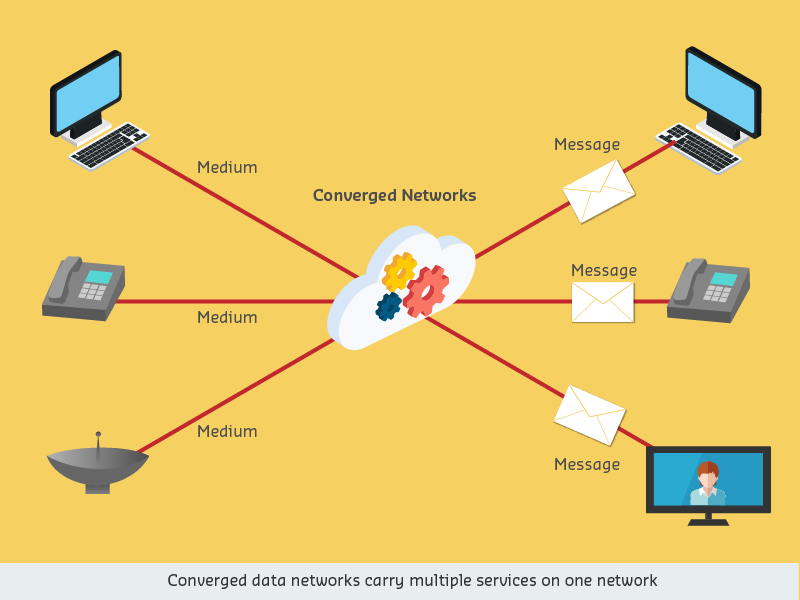 Message
Medium
Converged Networks
Message
Medium
Medium
Message
Converged data networks carry multiple services on one network